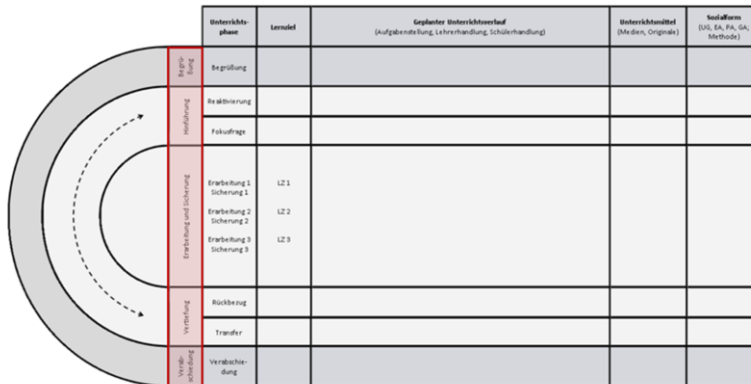 Unterrichts-
phase
Lernziel
Geplanter Unterrichtsverlauf
(Aufgabenstellung, Lehrerhandlung, Schülerhandlung)
Unterrichtsmittel
(Medien, Originale)
Sozialform
(UG, EA, PA, GA;
Methode)
Begrü-
ßung
Begrüßung
Hinführung
Reaktivierung
Fokusfrage
Erarbeitung und Sicherung
Erarbeitung 1
Sicherung 1
LZ 1
Erarbeitung 2
Sicherung 2
LZ 2
Erarbeitung 3
Sicherung 3
LZ 3
Vertiefung
Rückbezug
Transfer
Verab-
schiedung
Verabschie-
dung